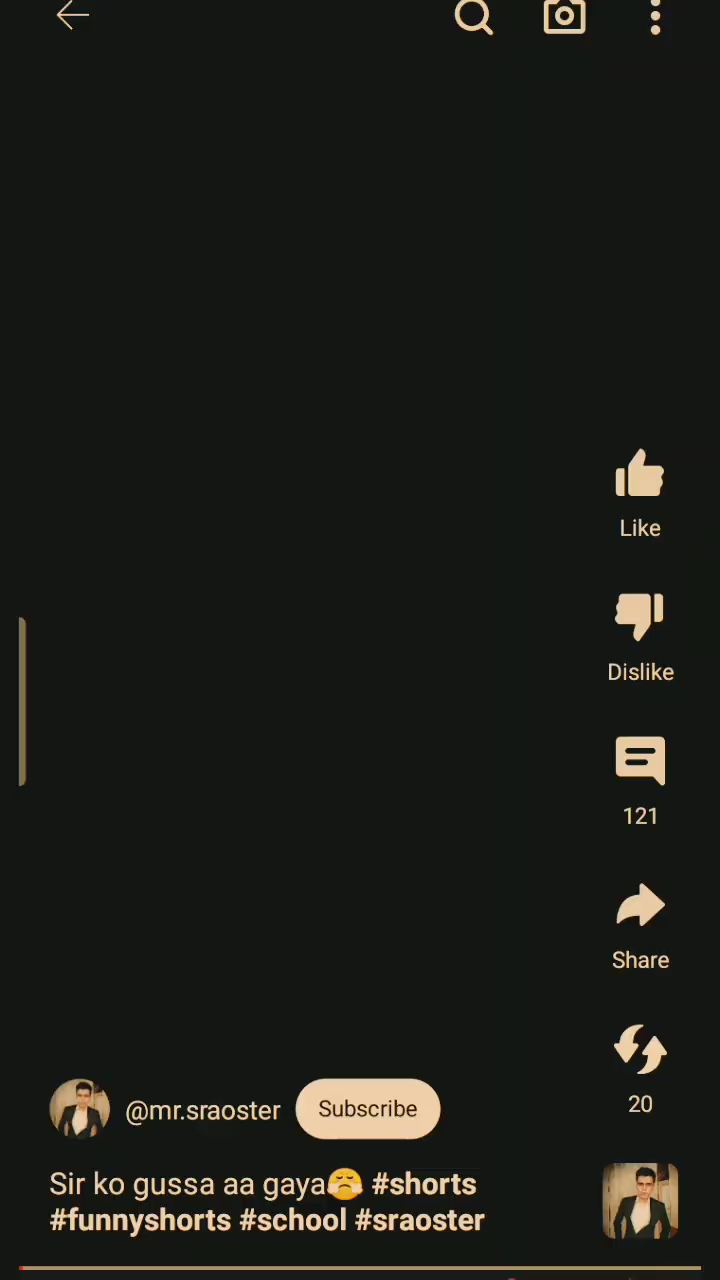 Like
Dislike
121
Share
20
@mr.sraoster Subscribe
Sir ko gussa aa gaya😤 #shorts
#funnyshorts #school #sraoster